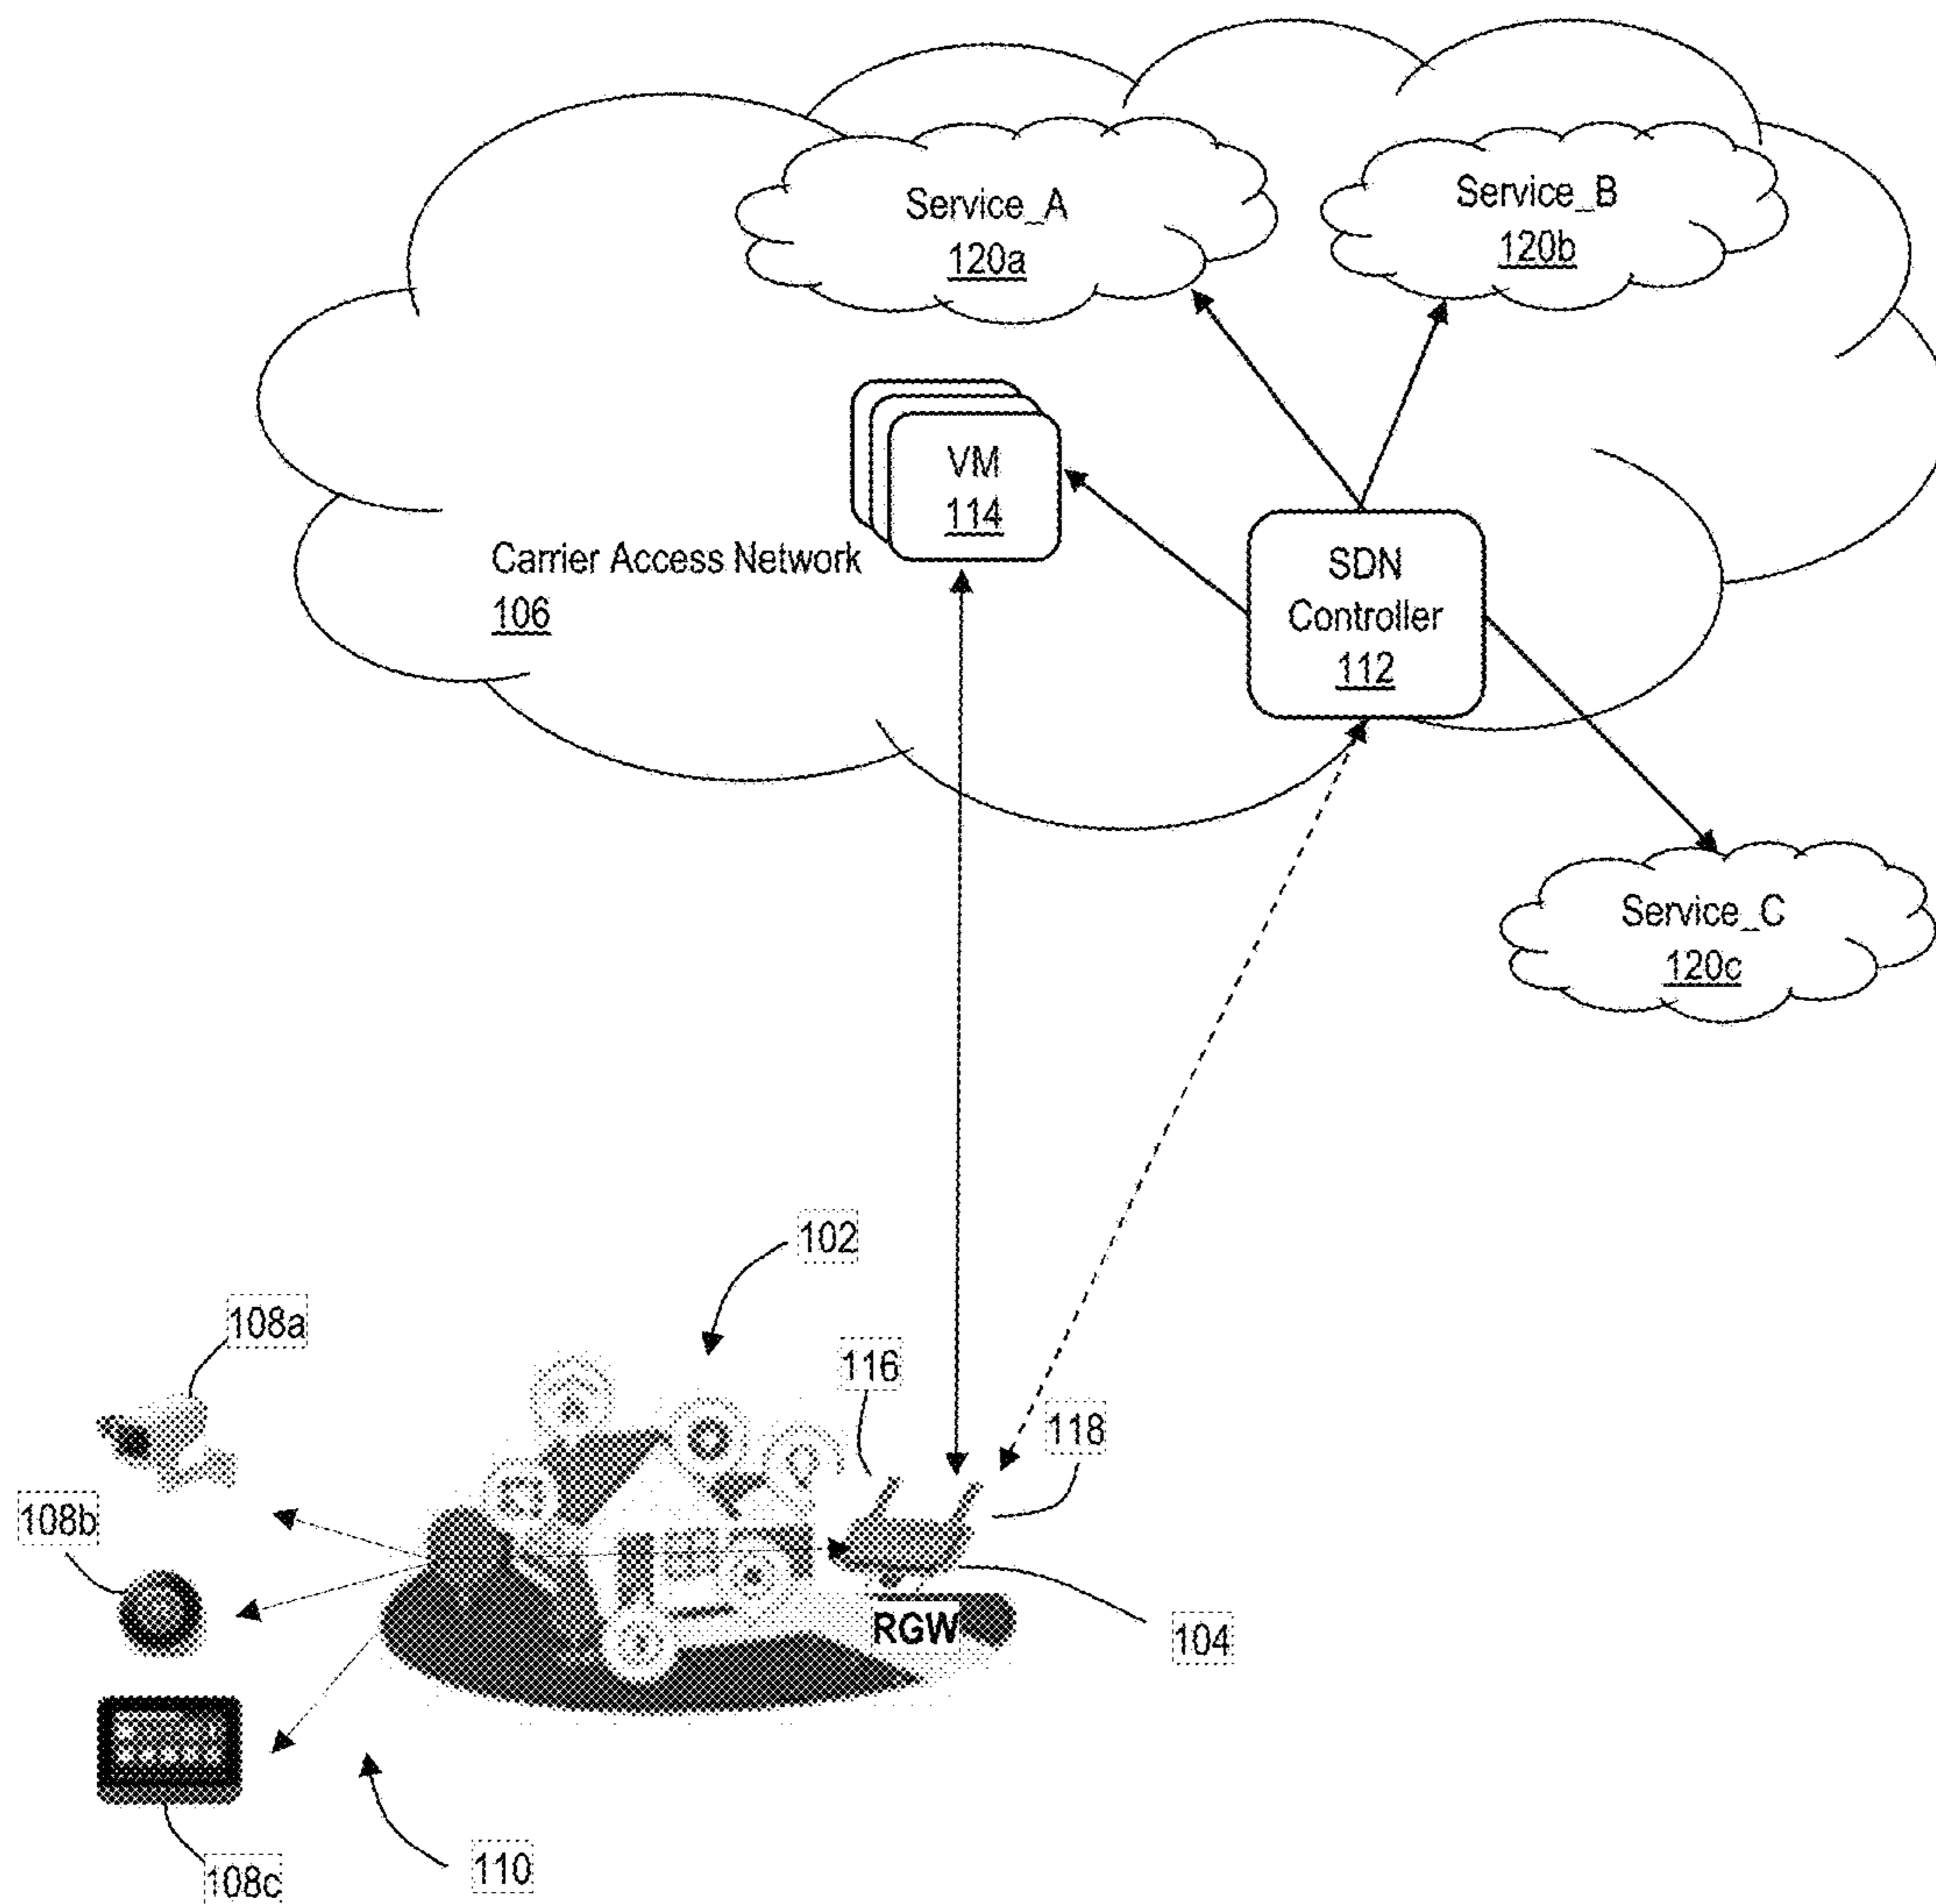 Service_A
120a
Service_B
120b
VM
114
Carrier Access Network
106
SDN
Controller
112
Service_C
120c
102
108a
116
118
108b
RGW
104
110
108c